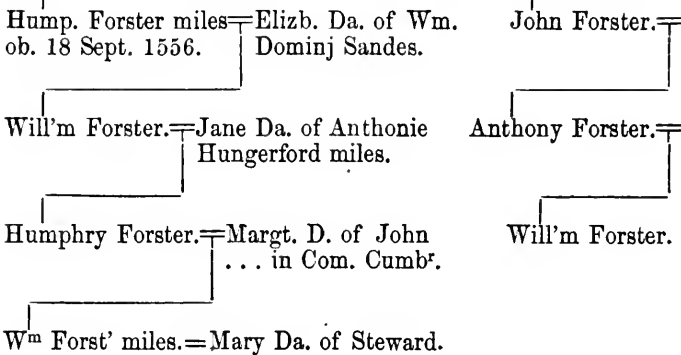 Hump. Forster miles=Elizb. Da. of Wm. John Forster.=
ob. 18 Sept. 1556. Dominj Sandes.
Will'm Forster.=Jane Da. of Anthonie Anthony Forster.=
Hungerford miles.
Humphry Forster.=Margt. D. of John Will'm Forster.
. . . in Com. Cumbʳ.
Wᵐ Forst' miles.=Mary Da. of Steward.